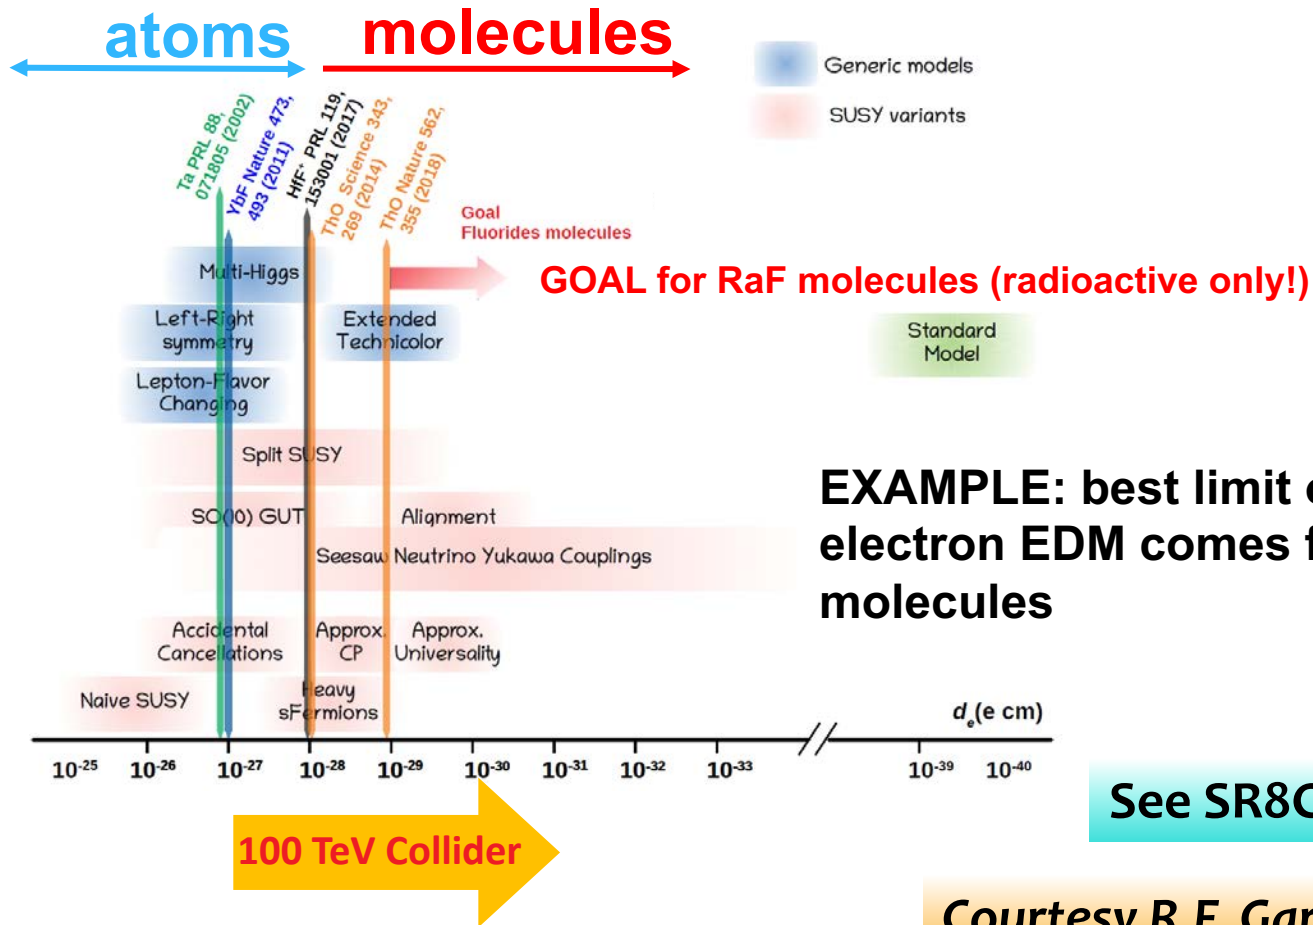 atoms
molecules
Generic models
SUSY variants
Ta PRL 88,
071805 (2002)
YbF Nature 473,
493 (2011)
HfF⁺ PRL 119,
153001 (2017)
ThO Science 343,
269 (2014)
ThO Nature 562,
355 (2018)
Goal
Fluorides molecules
GOAL for RaF molecules (radioactive only!)
Multi-Higgs
Left-Right
symmetry
Extended
Technicolor
Standard
Model
Lepton-Flavor
Changing
Split SUSY
SO(10) GUT
Alignment
Seesaw Neutrino Yukawa Couplings
EXAMPLE: best limit
electron EDM comes
molecules
Accidental
Cancellations
Approx.
CP
Approx.
Universality
Naive SUSY
Heavy
sFermions
dₑ(e cm)
10⁻²⁵ 10⁻²⁶ 10⁻²⁷ 10⁻²⁸ 10⁻²⁹ 10⁻³⁰ 10⁻³¹ 10⁻³² 10⁻³³ 10⁻³⁹ 10⁻⁴⁰
100 TeV Collider
See
Courtesy R.F.